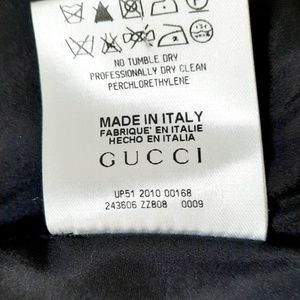 NO TUMBLE DRY
PROFESSIONALLY DRY CLEAN
PERCHLORETHYLENE
MADE IN ITALY
FABRIQUE' EN ITALIE
HECHO EN ITALIA
GUCCI
UP51 2010 00168
243606 ZZ808 0009